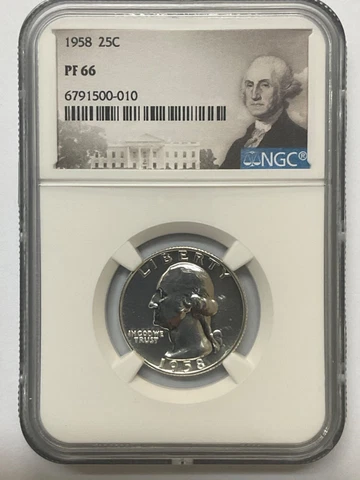 1958 25C
PF 66
6791500-010
NGC®
LIBERTY
IN GOD WE
TRUST
1958